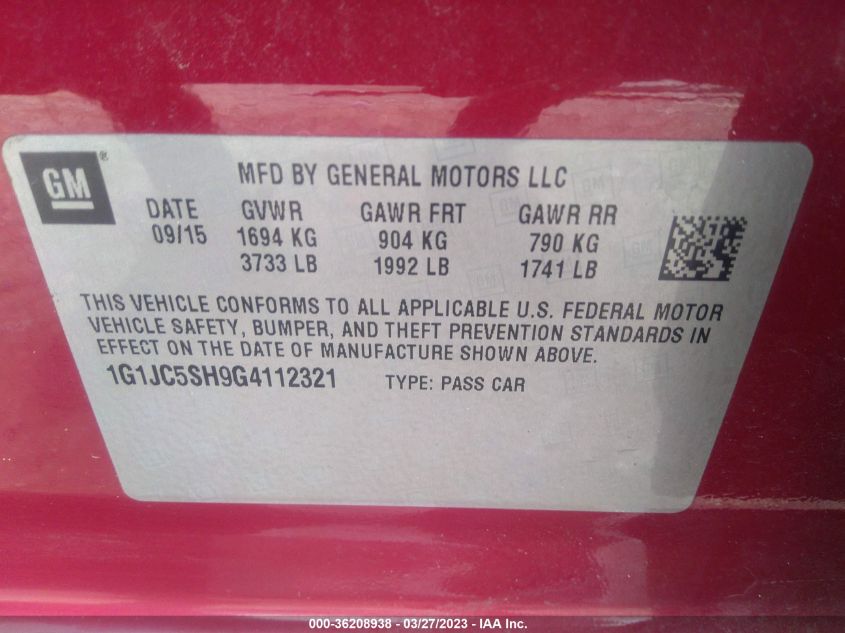 GM ®
MFD BY GENERAL MOTORS LLC
DATE GVWR GAWR FRT GAWR RR
09/15 1694 KG 904 KG 790 KG
3733 LB 1992 LB 1741 LB
THIS VEHICLE CONFORMS TO ALL APPLICABLE U.S. FEDERAL MOTOR
VEHICLE SAFETY, BUMPER, AND THEFT PREVENTION STANDARDS IN
EFFECT ON THE DATE OF MANUFACTURE SHOWN ABOVE.
1G1JC5SH9G4112321 TYPE: PASS CAR
000-36208938 - 03/27/2023 - IAA Inc.